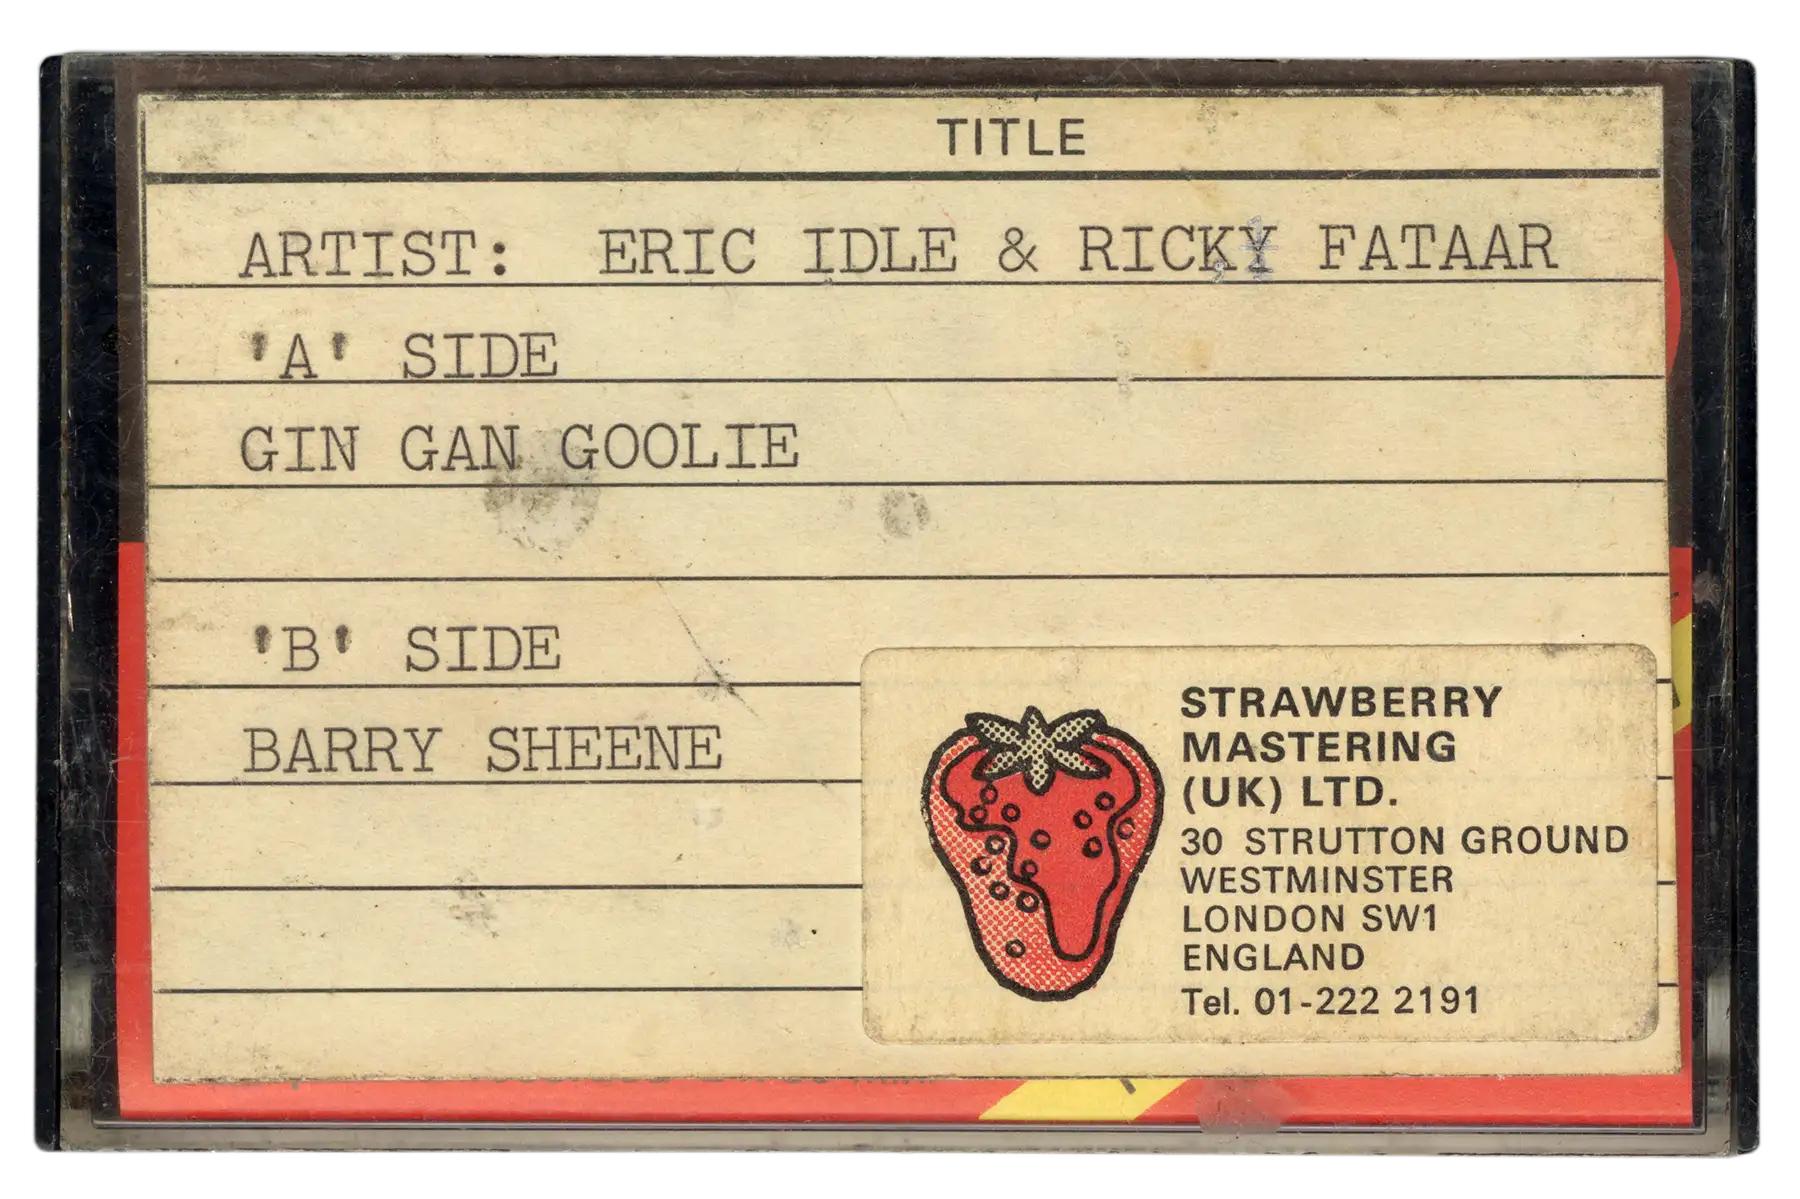 TITLE
ARTIST: ERIC IDLE & RICKY FATAAR
'A' SIDE
GIN GAN GOOLIE
'B' SIDE
BARRY SHEENE
STRAWBERRY
MASTERING
(UK) LTD.
30 STRUTTON GROUND
WESTMINSTER
LONDON SW1
ENGLAND
Tel. 01-222 2191